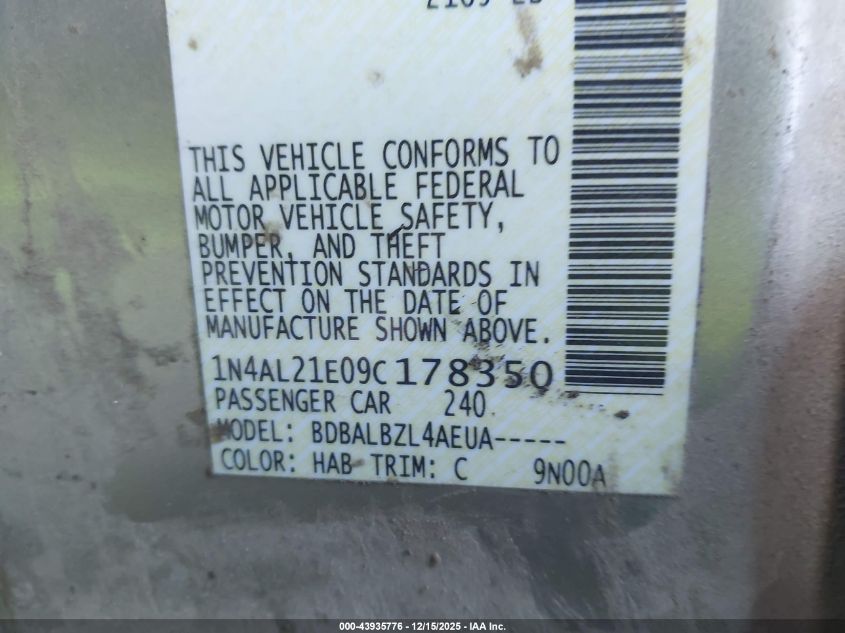 THIS VEHICLE CONFORMS TO
ALL APPLICABLE FEDERAL
MOTOR VEHICLE SAFETY,
BUMPER, AND THEFT
PREVENTION STANDARDS IN
EFFECT ON THE DATE OF
MANUFACTURE SHOWN ABOVE.
1N4AL21E09C178350
PASSENGER CAR 240
MODEL: BDBALBZL4AEUA-----
COLOR: HAB TRIM: C 9N00A
000-43935776 - 12/15/2025 - IAA Inc.